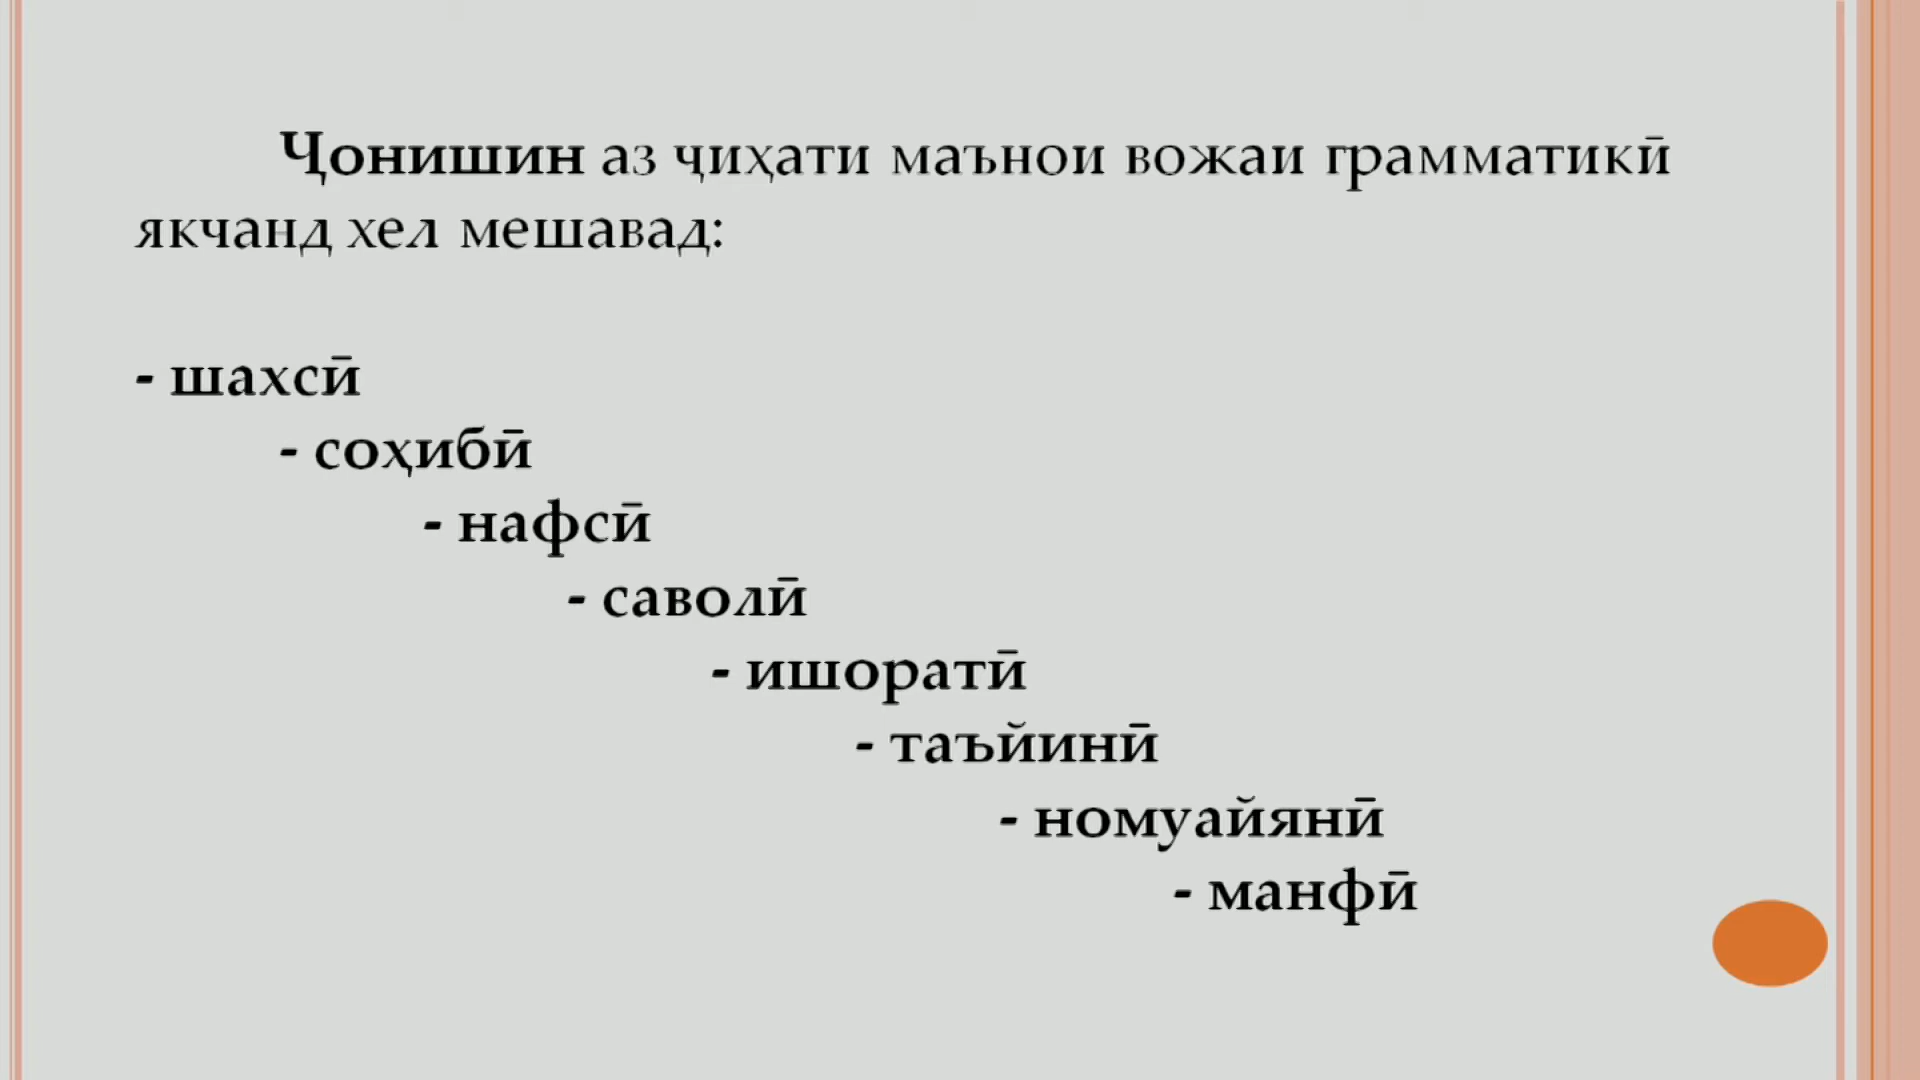 Ҷонишин аз ҷиҳати маънои вожаи грамматикӣ
якчанд хел мешавад:
- шахсӣ
- соҳибӣ
- нафсӣ
- саволӣ
- ишоратӣ
- таъйинӣ
- номуайянӣ
- манфӣ